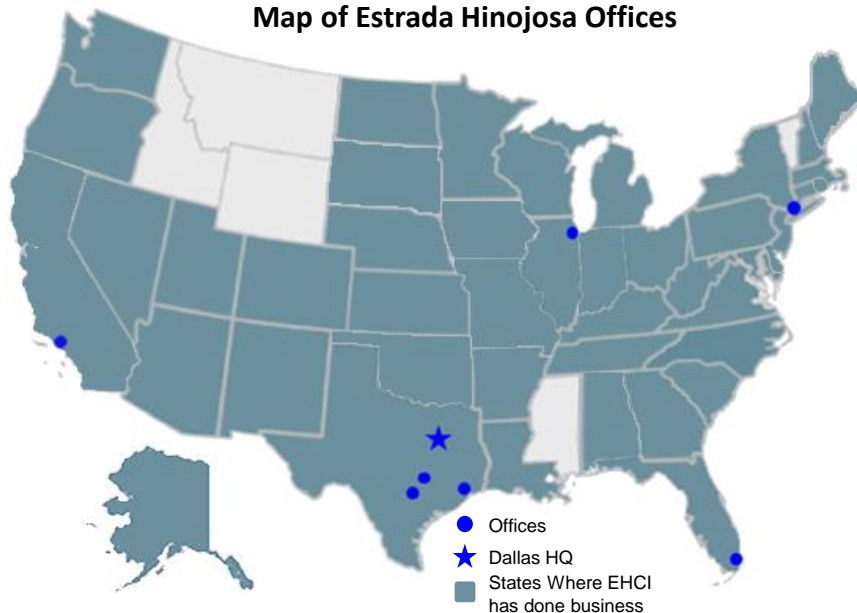 Map of Estrada Hinojosa Offices
Offices
Dallas HQ
States Where EHCI
has done business